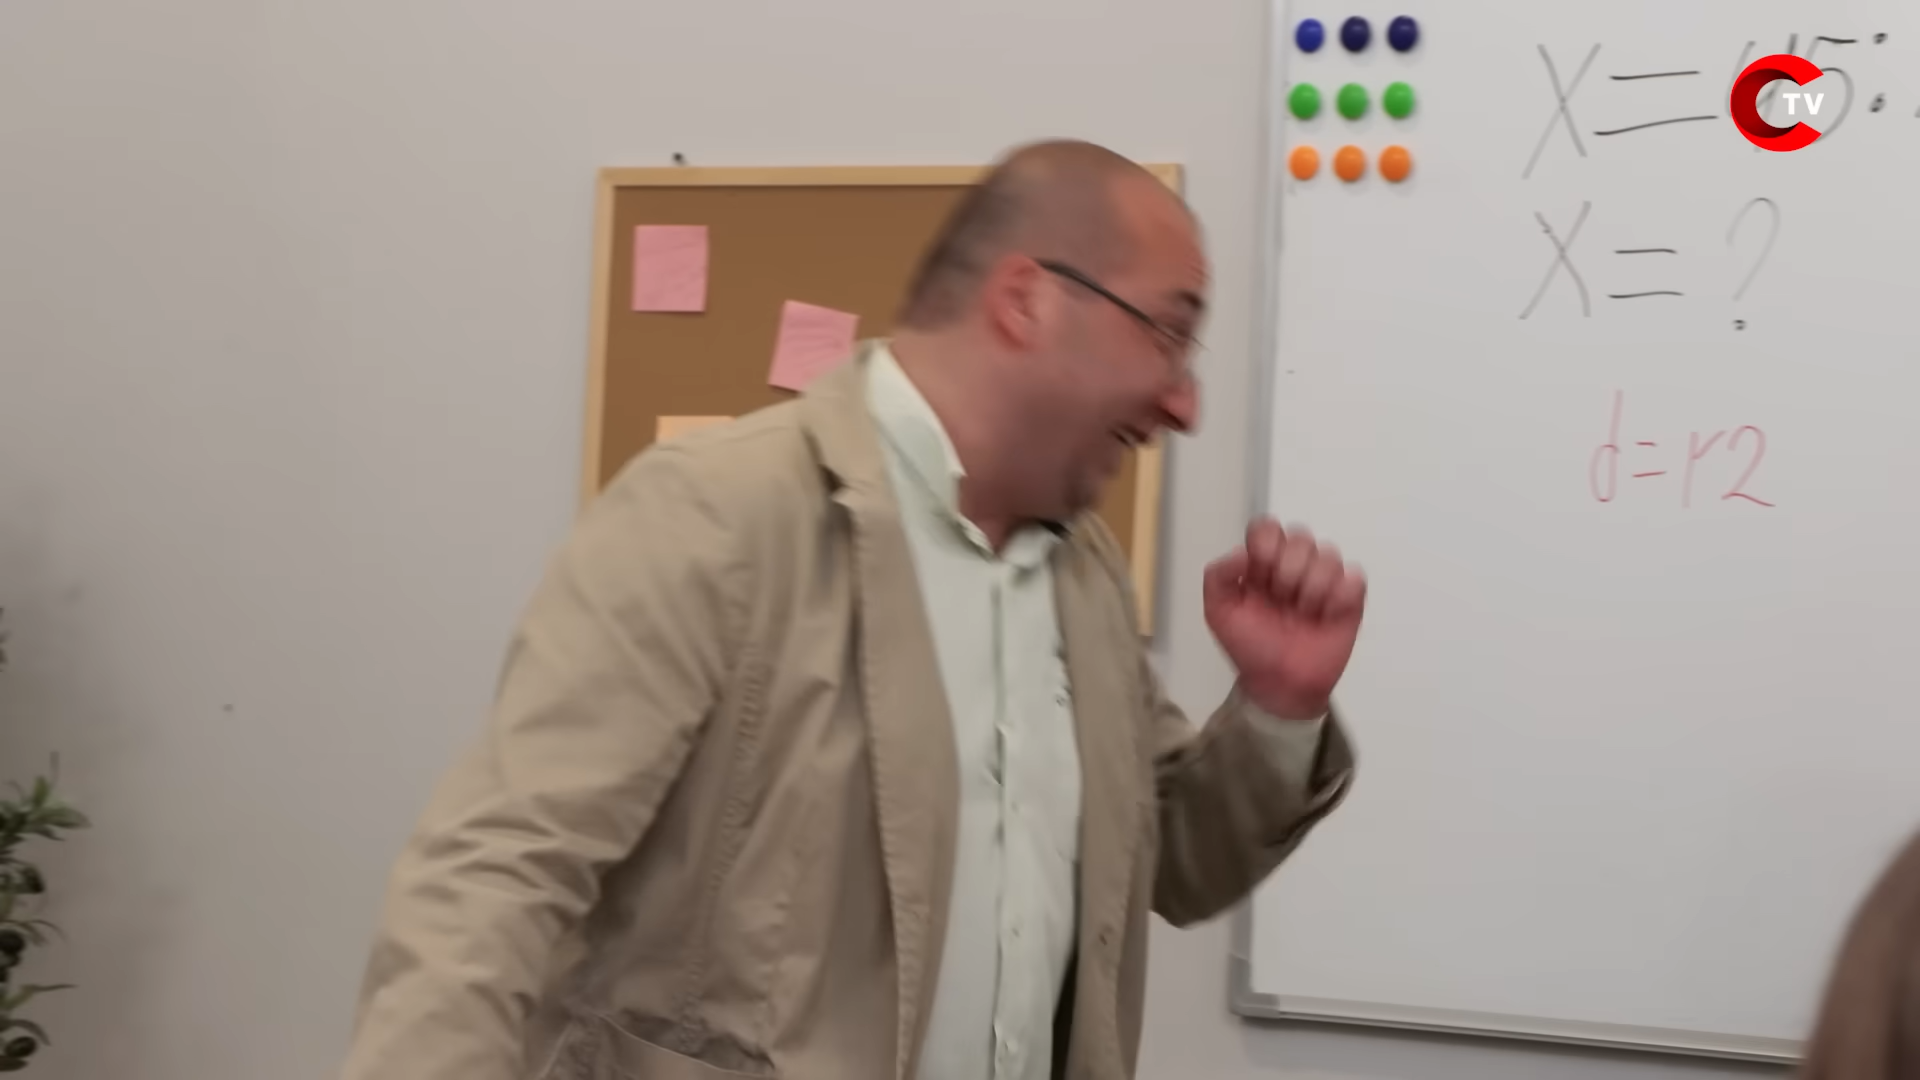 X = 45:
X = ?
d = r2
TV